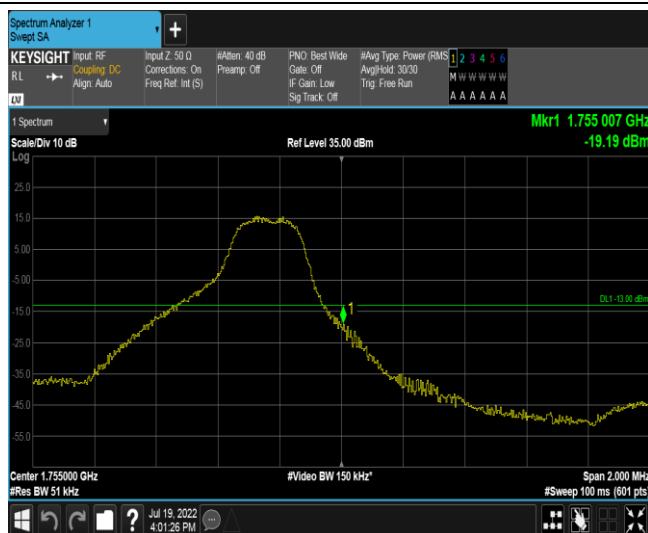 Spectrum Analyzer 1
Swept SA
+
KEYSIGHT
RL
LXI
Input: RF
Coupling: DC
Align: Auto
Input Z: 50 Ω
Corrections: On
Freq Ref: Int (S)
#Atten: 40 dB
Preamp: Off
PNO: Best Wide
Gate: Off
IF Gain: Low
Sig Track: Off
#Avg Type: Power (RMS
Avg|Hold: 30/30
Trig: Free Run
1 2 3 4 5 6
M W W W W W
A A A A A A
1 Spectrum
Mkr1 1.755 007 GHz
Scale/Div 10 dB
Ref Level 35.00 dBm
-19.19 dBm
Log
25.0
15.0
5.00
-5.00
DL1 -13.00 dBm
1
-15.0
-25.0
-35.0
-45.0
-55.0
Center 1.755000 GHz
#Video BW 150 kHz*
Span 2.000 MHz
#Res BW 51 kHz
#Sweep 100 ms (601 pts)
?
Jul 19, 2022
4:01:26 PM